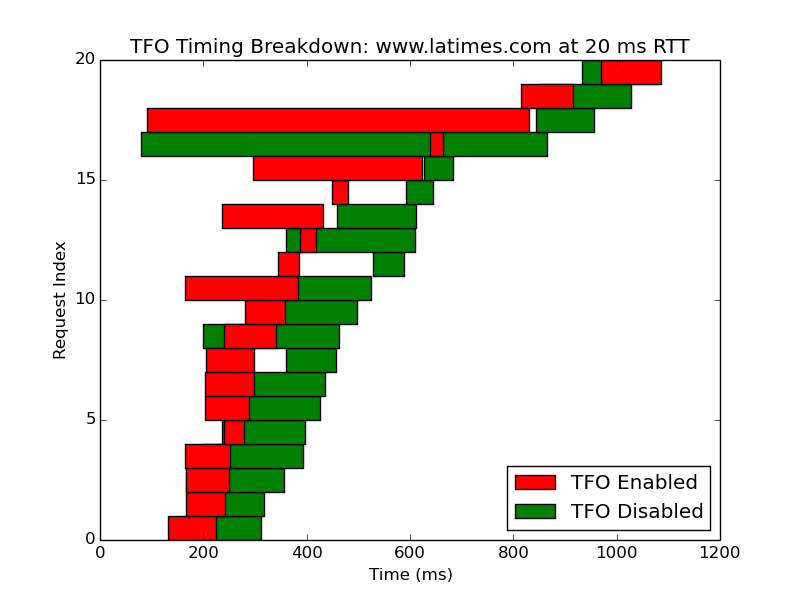 TFO Timing Breakdown: www.latimes.com at 20 ms RTT
20
15
10
5
0
Request Index
0 200 400 600 800 1000 1200
Time (ms)
TFO Enabled
TFO Disabled